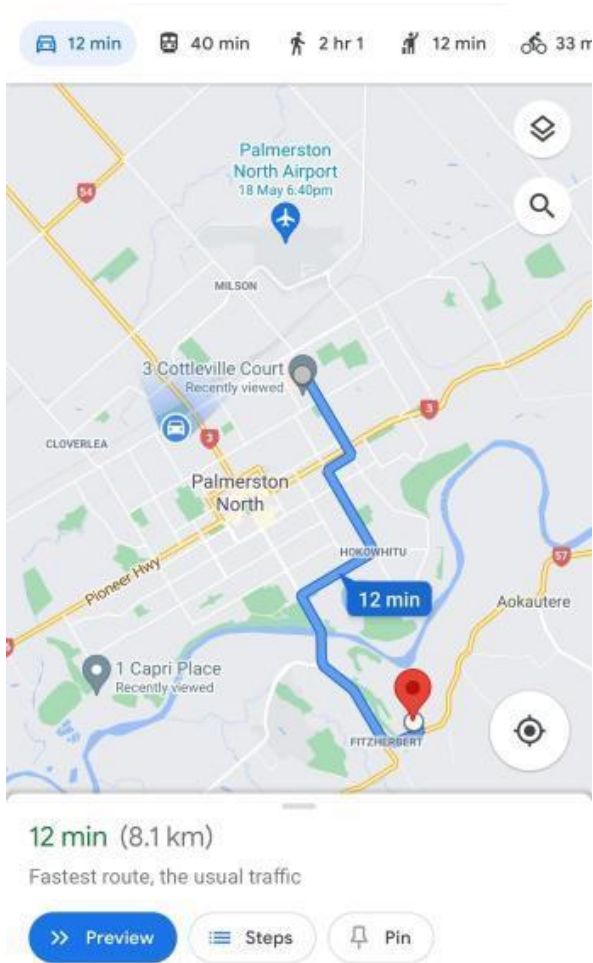 12 min 40 min 2 hr 1 12 min 33 m
Palmerston
North Airport
18 May 6:40pm
54
MILSON
3 Cottleville Court
Recently viewed
3
CLOVERLEA
3
Palmerston
North
HOKOWHITU
57
Pioneer Hwy
12 min
Aokautere
1 Capri Place
Recently viewed
FITZHERBERT
12 min (8.1 km)
Fastest route, the usual traffic
Preview Steps Pin